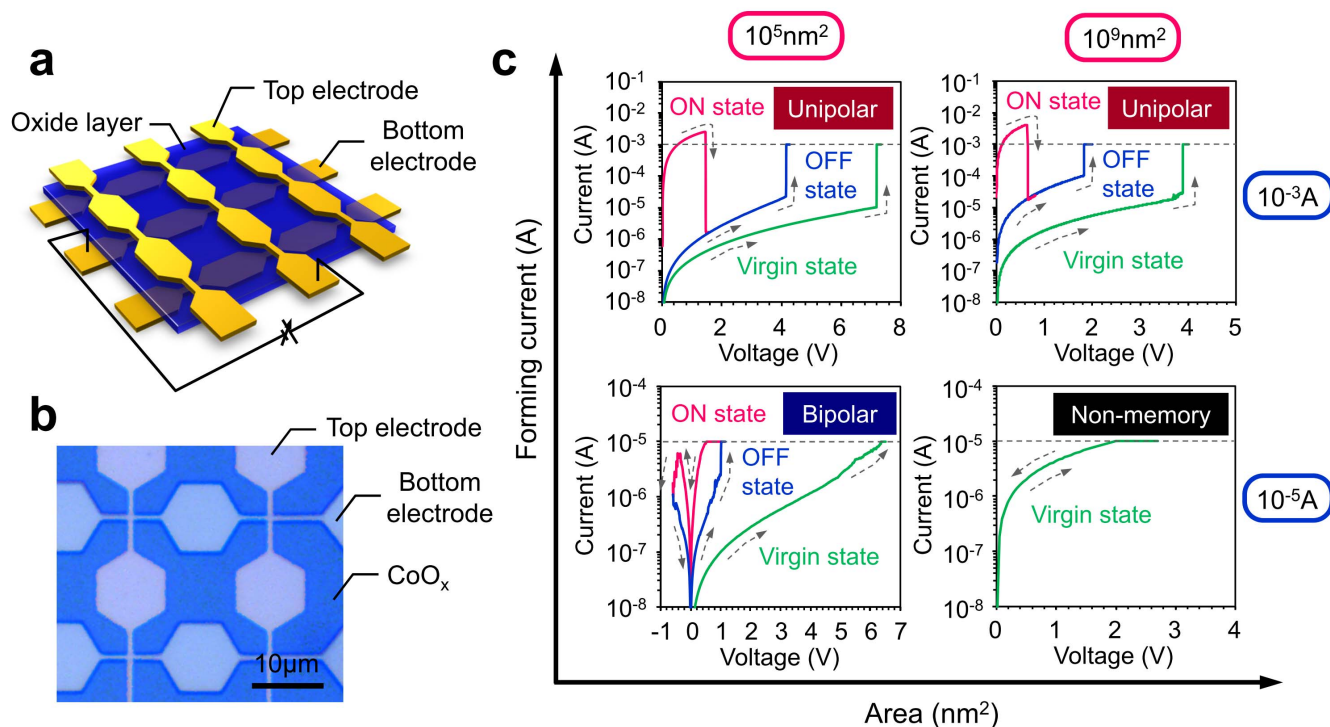 a
Top electrode
Oxide layer
Bottom
electrode
b
Top electrode
Bottom
electrode
CoOₓ
10μm
c
10⁵nm²
10⁹nm²
Forming current (A)
10⁻¹
10⁻²
10⁻³
10⁻⁴
10⁻⁵
10⁻⁶
10⁻⁷
10⁻⁸
Current (A)
ON state
Unipolar
OFF
state
Virgin state
0 2 4 6 8
Voltage (V)
10⁻¹
10⁻²
10⁻³
10⁻⁴
10⁻⁵
10⁻⁶
10⁻⁷
10⁻⁸
Current (A)
ON state
Unipolar
OFF
state
Virgin state
0 1 2 3 4 5
Voltage (V)
10⁻³A
10⁻⁴
10⁻⁵
10⁻⁶
10⁻⁷
10⁻⁸
Current (A)
ON state
Bipolar
OFF
state
Virgin state
-1 0 1 2 3 4 5 6 7
Voltage (V)
10⁻⁴
10⁻⁵
10⁻⁶
10⁻⁷
10⁻⁸
Current (A)
Non-memory
Virgin state
0 1 2 3 4
Voltage (V)
10⁻⁵A
Area (nm²)